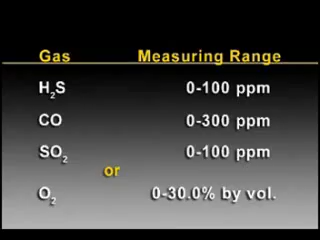 Gas Measuring Range
H₂S 0-100 ppm
CO 0-300 ppm
SO₂ 0-100 ppm
or
O₂ 0-30.0% by vol.